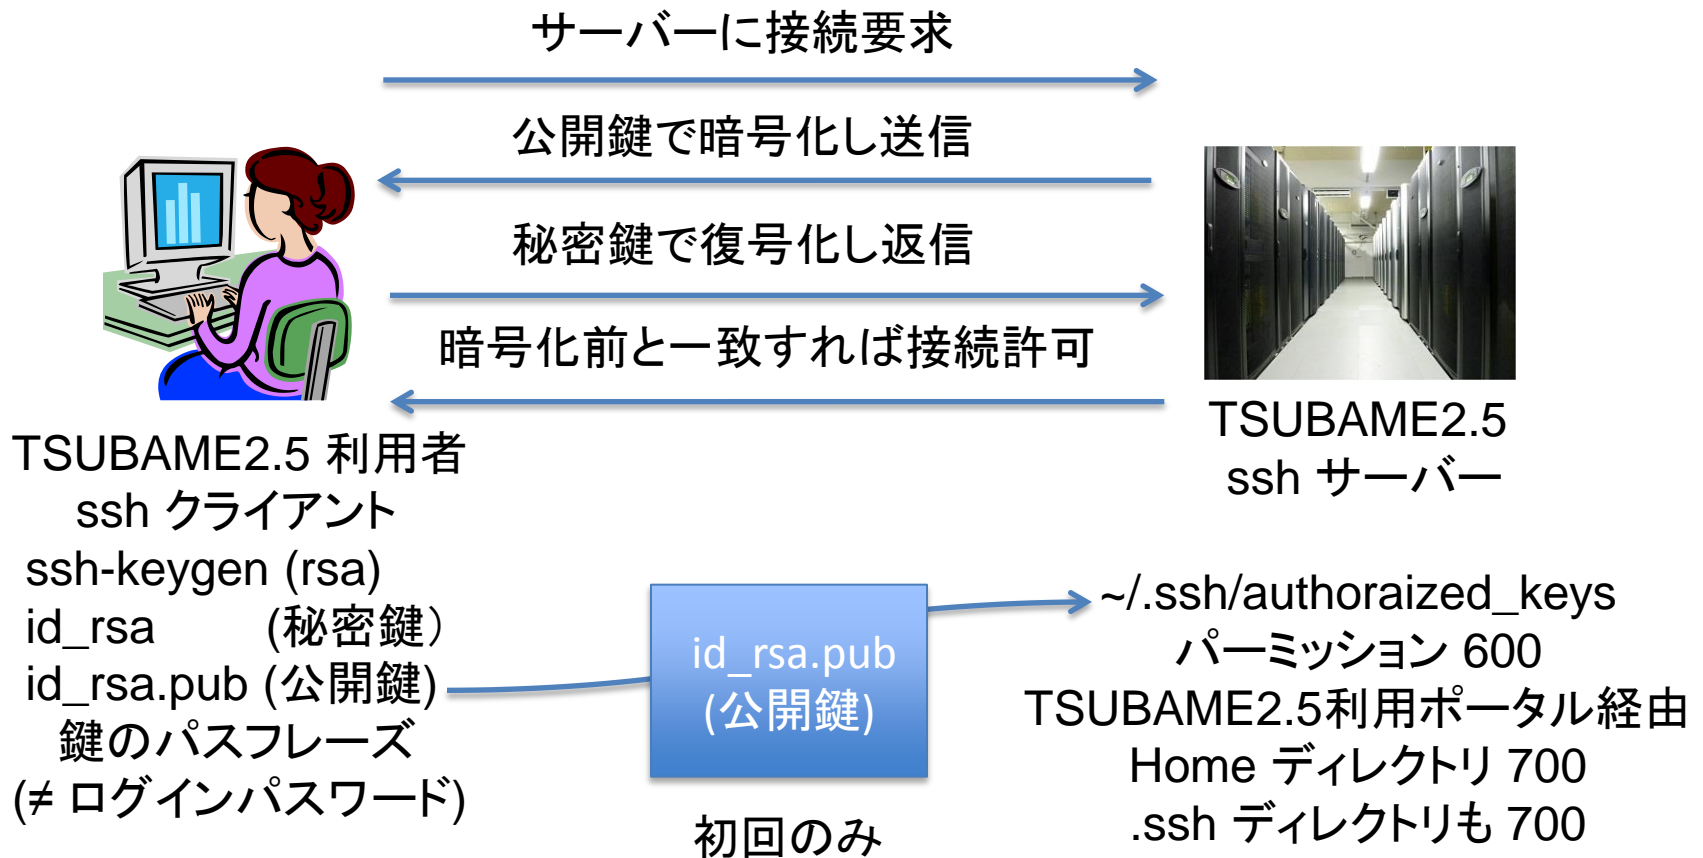 サーバーに接続要求
公開鍵で暗号化し送信
秘密鍵で復号化し返信
暗号化前と一致すれば接続許可
TSUBAME2.5 利用者
ssh クライアント
ssh-keygen (rsa)
id_rsa (秘密鍵）
id_rsa.pub (公開鍵)
鍵のパスフレーズ
(≠ ログインパスワード)
TSUBAME2.5
ssh サーバー
id_rsa.pub
(公開鍵)
初回のみ
~/.ssh/authoraized_keys
パーミッション 600
TSUBAME2.5利用ポータル経由
Home ディレクトリ 700
.ssh ディレクトリも 700